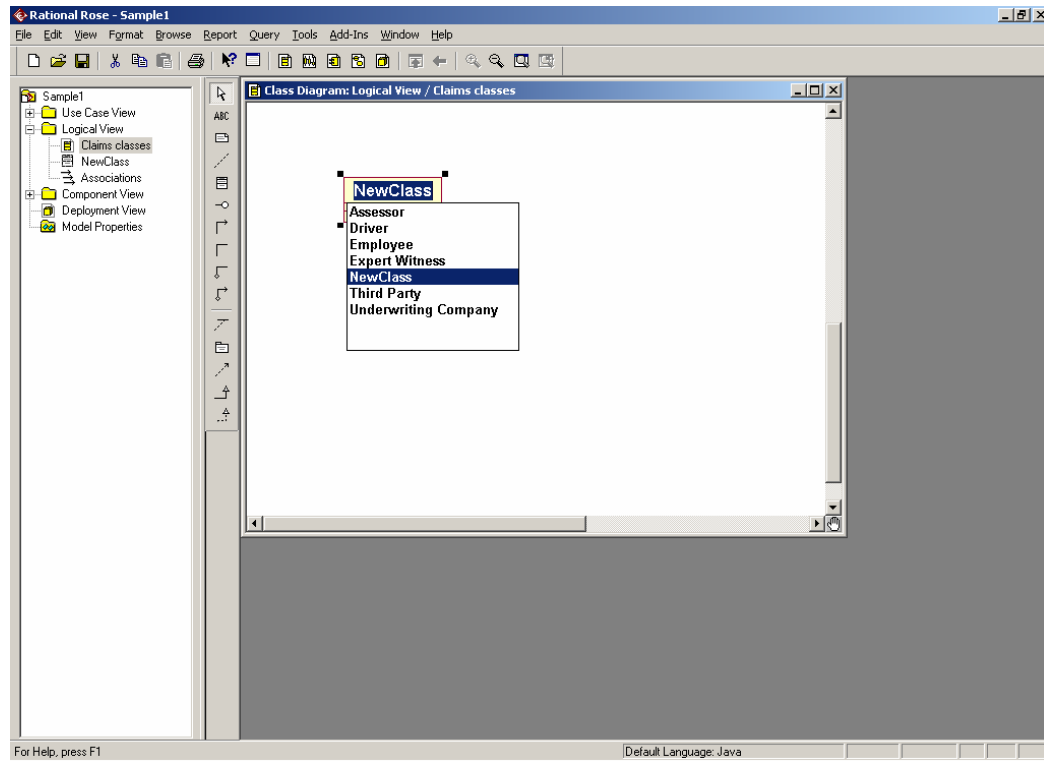 Rational Rose - Sample1
File Edit View Format Browse Report Query Tools Add-Ins Window Help
Sample1
Use Case View
Logical View
Claims classes
NewClass
Associations
Component View
Deployment View
Model Properties
ABC
Class Diagram: Logical View / Claims classes
NewClass
Assessor
Driver
Employee
Expert Witness
NewClass
Third Party
Underwriting Company
For Help, press F1
Default Language: Java